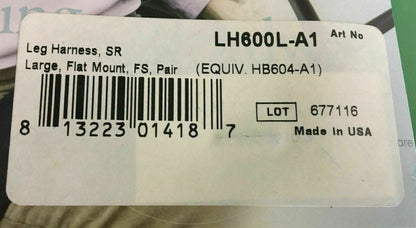 LH600L-A1 Art No
Leg Harness, SR
Large, Flat Mount, FS, Pair (EQUIV. HB604-A1)
LOT 677116
8 13223 01418 7
Made in USA